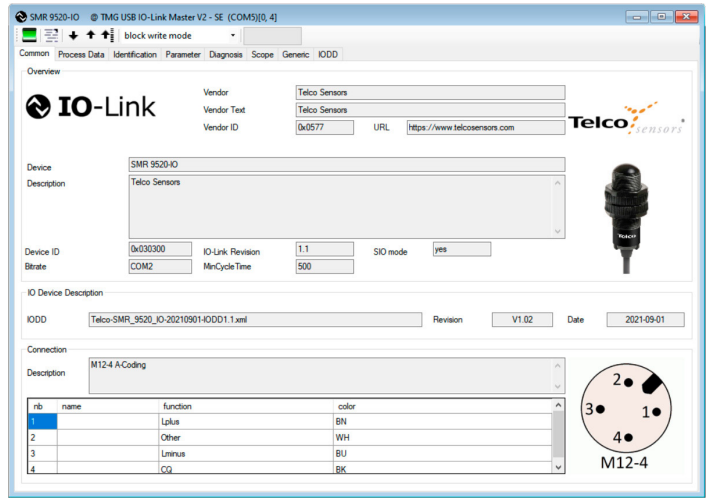 SMR 9520-IO @ TMG USB IO-Link Master V2 - SE (COM5)[0, 4]
block write mode
Common Process Data Identification Parameter Diagnosis Scope Generic IODD
Overview
IO-Link
Vendor Telco Sensors
Vendor Text Telco Sensors
Vendor ID 0x0577 URL https://www.telcosensors.com
Telco sensors
Device SMR 9520-IO
Description Telco Sensors
Telco
Device ID 0x030300 IO-Link Revision 1.1 SIO mode yes
Bitrate COM2 MinCycleTime 500
IO Device Description
IODD Telco-SMR_9520_IO-20210901-IODD1.1.xml Revision V1.02 Date 2021-09-01
Connection
Description M12-4 A-Coding
nb name function color
1 Lplus BN
2 Other WH
3 Lminus BU
4 CQ BK
2
3 1
4
M12-4